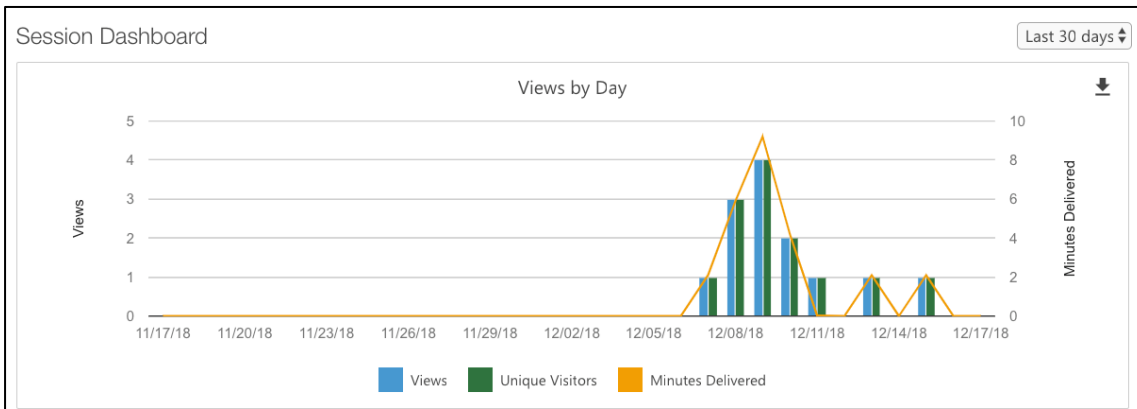 Session Dashboard
Last 30 days
Views by Day
5
4
3
2
1
0
Views
10
8
6
4
2
0
Minutes Delivered
11/17/18 11/20/18 11/23/18 11/26/18 11/29/18 12/02/18 12/05/18 12/08/18 12/11/18 12/14/18 12/17/18
Views Unique Visitors Minutes Delivered